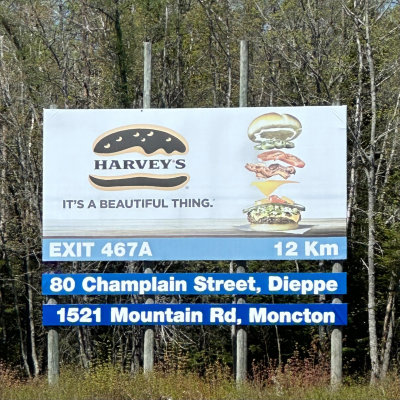 HARVEY'S
IT'S A BEAUTIFUL THING.
EXIT 467A 12 Km
80 Champlain Street, Dieppe
1521 Mountain Rd, Moncton